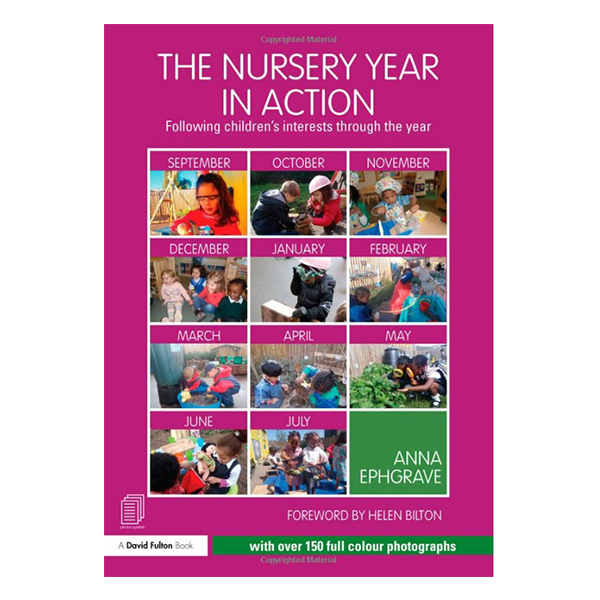 Copyrighted Material
THE NURSERY YEAR
IN ACTION
Following children's interests through the year
SEPTEMBER
OCTOBER
NOVEMBER
DECEMBER
JANUARY
FEBRUARY
MARCH
APRIL
MAY
JUNE
JULY
ANNA
EPHGRAVE
FOREWORD BY HELEN BILTON
A David Fulton Book
with over 150 full colour photographs
Copyrighted Material